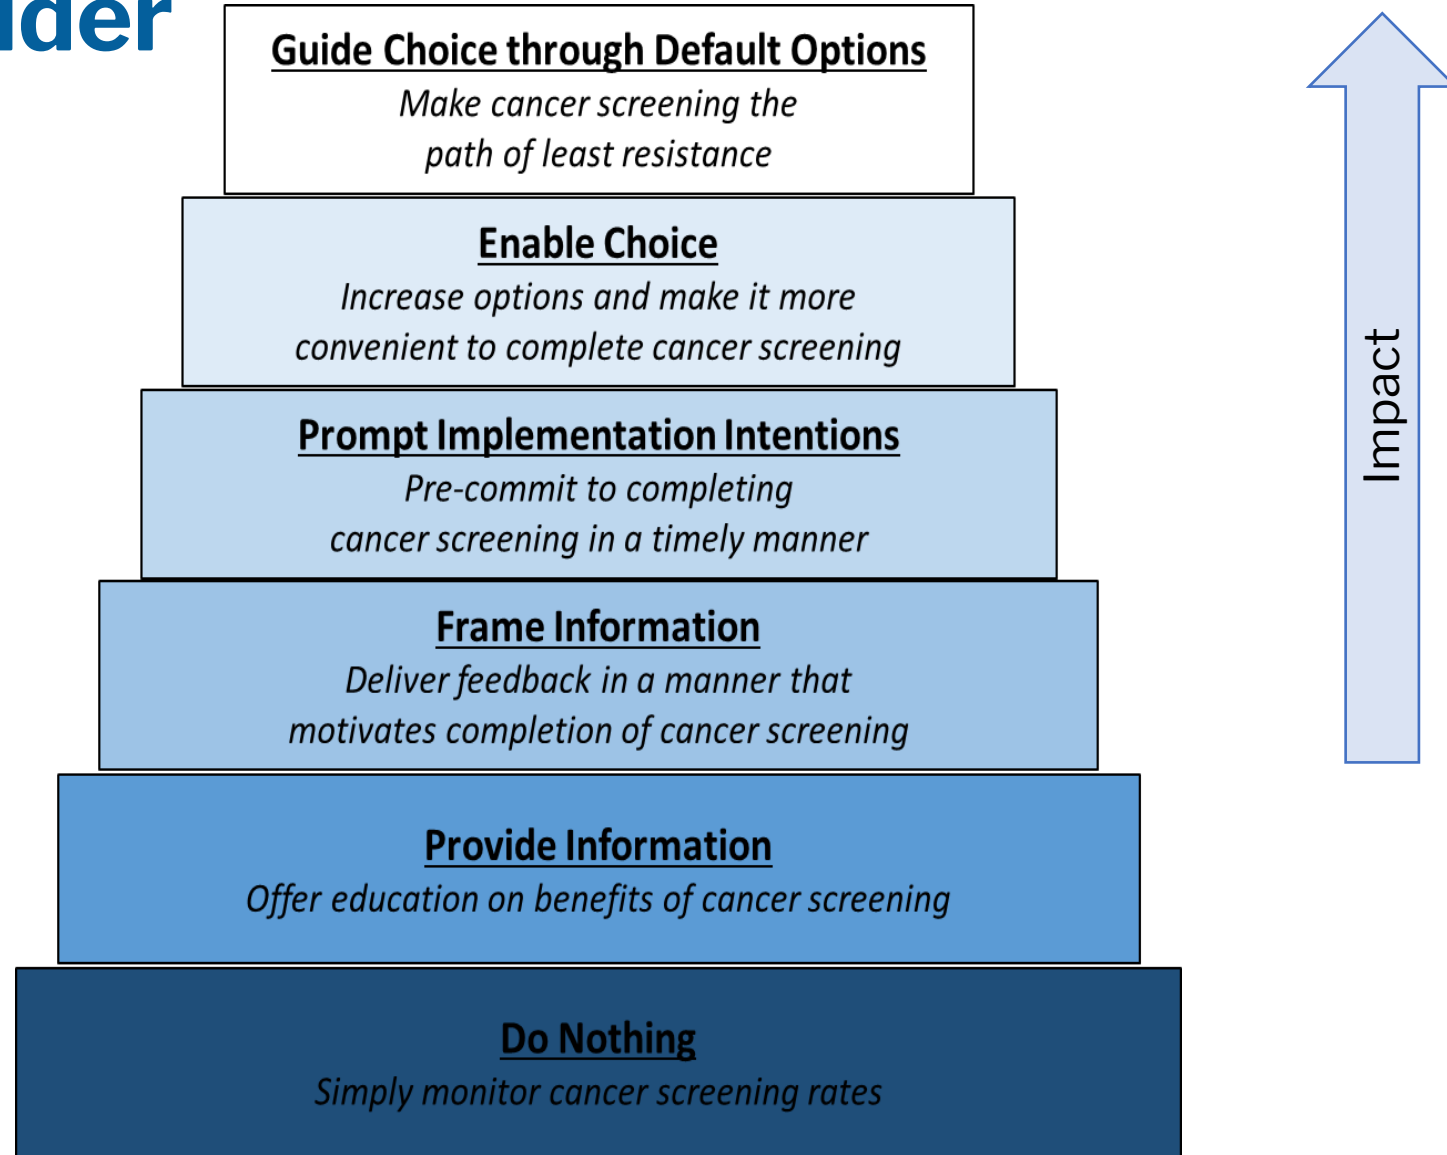 Guide Choice through Default Options
Make cancer screening the
path of least resistance
Enable Choice
Increase options and make it more
convenient to complete cancer screening
Prompt Implementation Intentions
Pre-commit to completing
cancer screening in a timely manner
Frame Information
Deliver feedback in a manner that
motivates completion of cancer screening
Provide Information
Offer education on benefits of cancer screening
Do Nothing
Simply monitor cancer screening rates
Impact